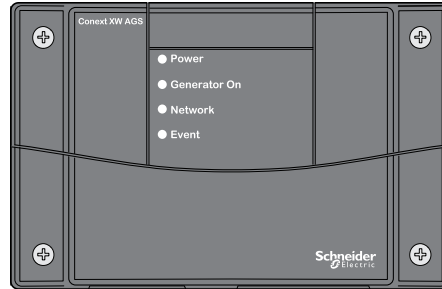 Conext XW AGS
Power
Generator On
Network
Event
Schneider
Electric